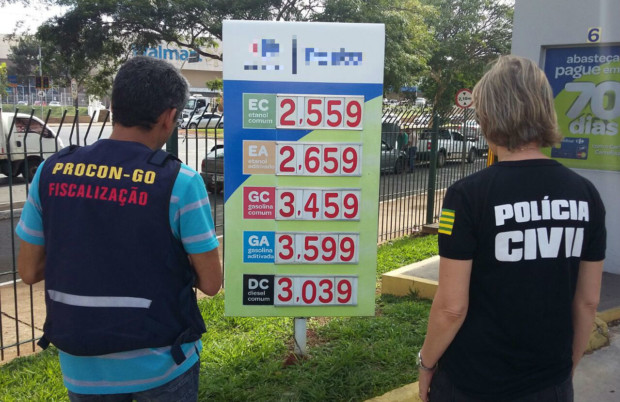 almar
EC
etanol
comum
2,559
EA
etanol
aditivado
2,659
GC
gasolina
comum
3,459
GA
gasolina
aditivada
3,599
DC
diesel
comum
3,039
PROCON-GO
FISCALIZAÇÃO
POLÍCIA
CIVIL
6
abasteça
pague em
70
dias